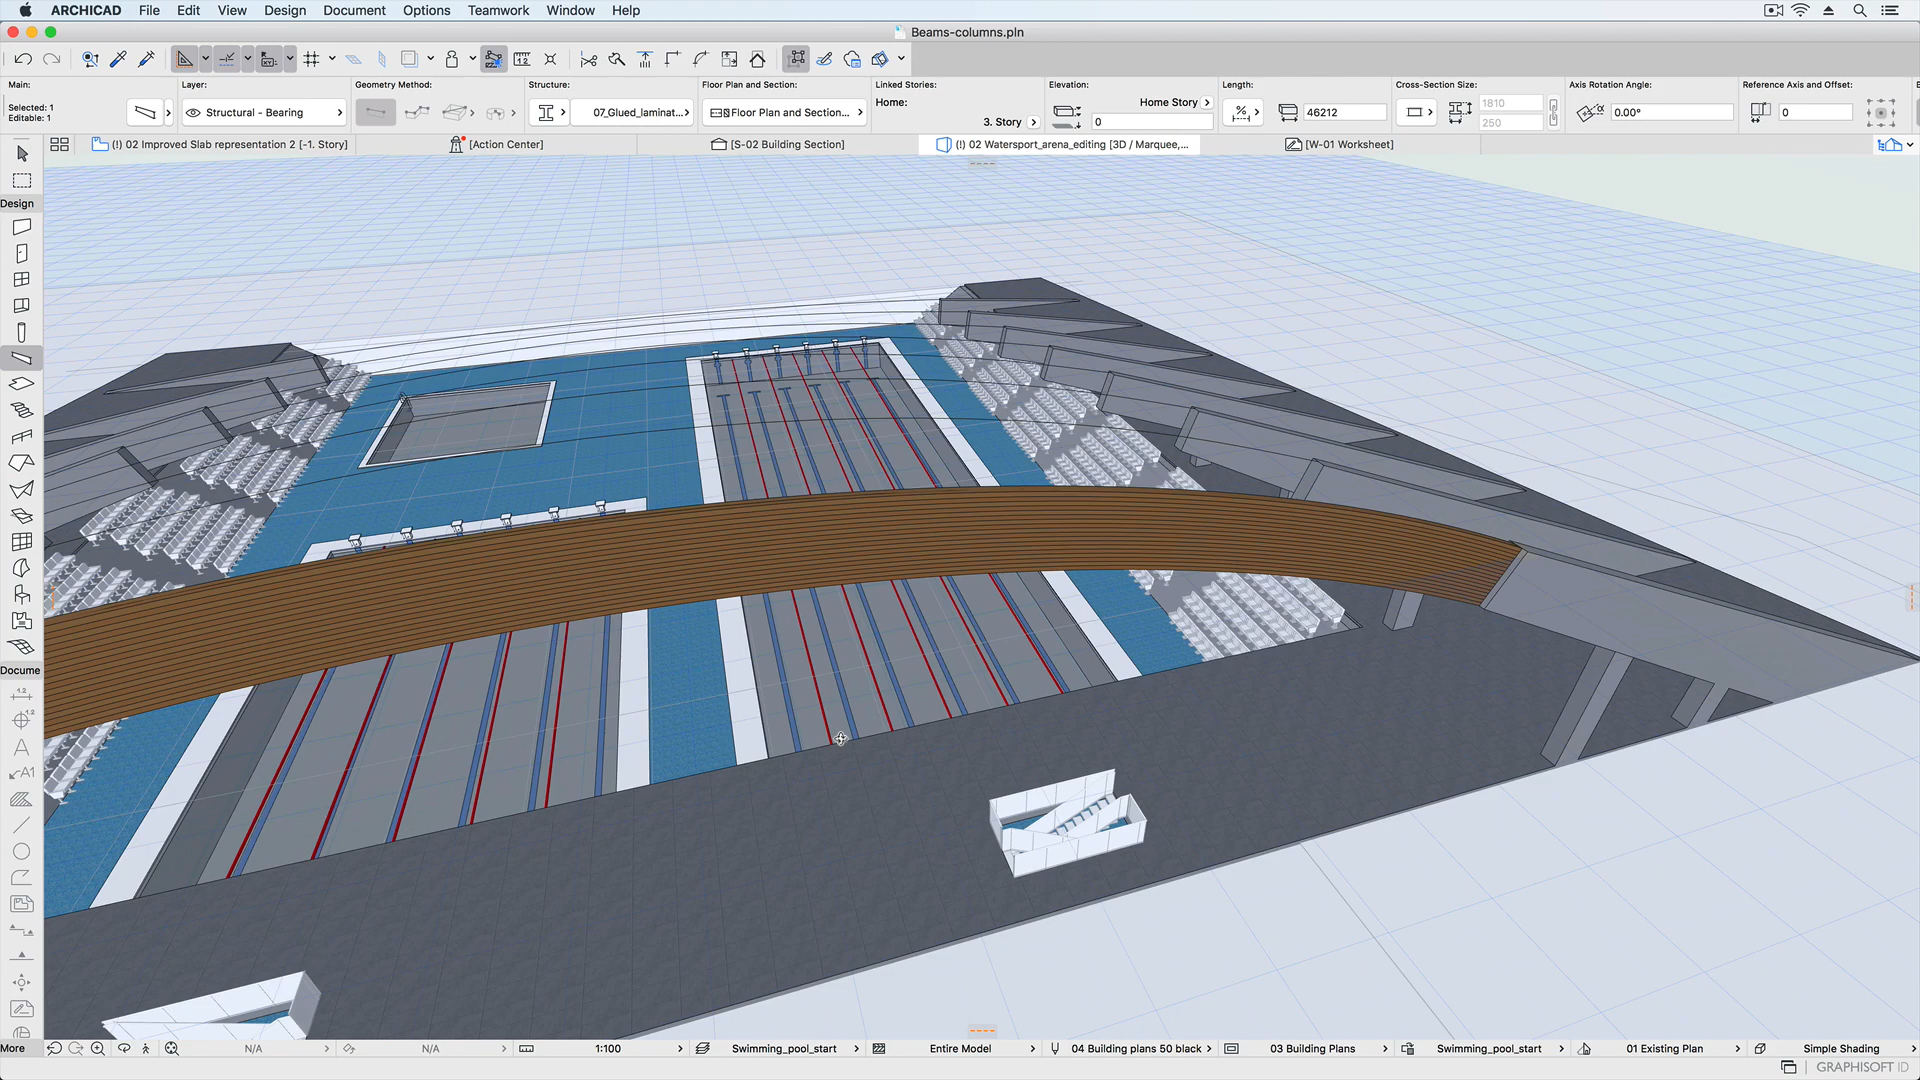 ARCHICAD File Edit View Design Document Options Teamwork Window Help
Beams-columns.pln
Main: Layer: Geometry Method: Structure: Floor Plan and Section: Linked Stories: Elevation: Length: Cross-Section Size: Axis Rotation Angle: Reference Axis and Offset:
Selected: 1
Editable: 1
Structural - Bearing
07_Glued_laminat...
Floor Plan and Section...
Home:
3. Story
Home Story
0
46212
1810
250
0.00°
0
(!) 02 Improved Slab representation 2 [-1. Story]
[Action Center]
[S-02 Building Section]
(!) 02 Watersport_arena_editing [3D / Marquee,...
[W-01 Worksheet]
Design
Docume
1.2
1.2
A
A1
More
N/A
N/A
1:100
Swimming_pool_start
Entire Model
04 Building plans 50 black
03 Building Plans
Swimming_pool_start
01 Existing Plan
Simple Shading
GRAPHISOFT ID